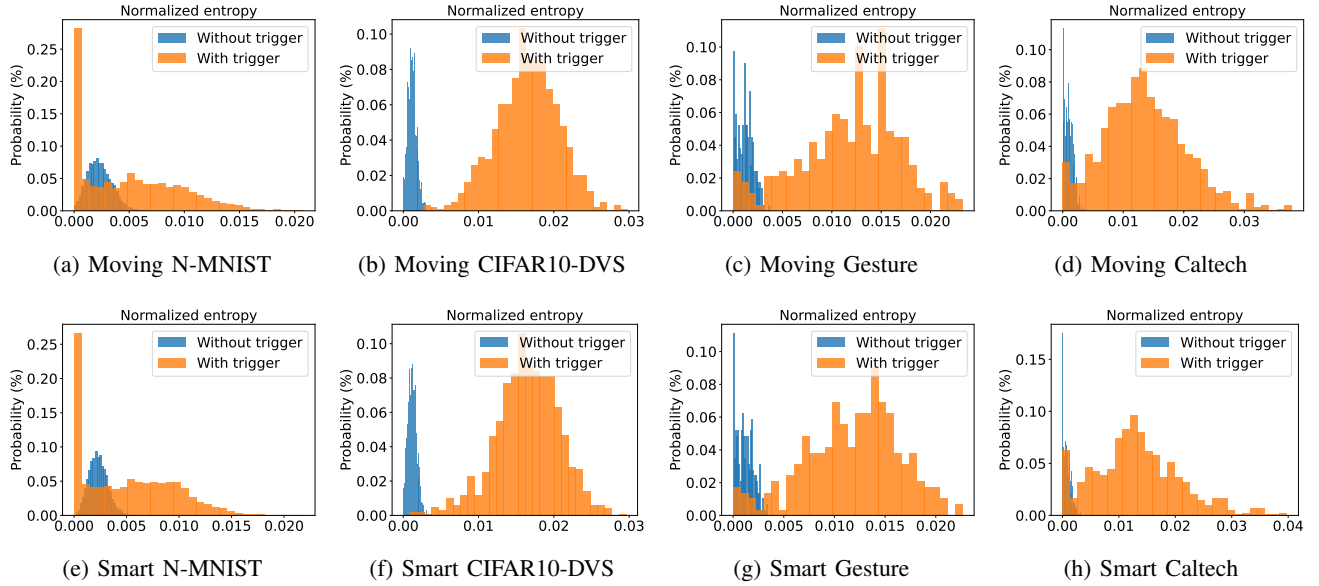 Normalized entropy
Probability (%)
0.25
0.20
0.15
0.10
0.05
0.00
0.000 0.005 0.010 0.015 0.020
Without trigger
With trigger
(a) Moving N-MNIST
Normalized entropy
0.10
0.08
0.06
0.04
0.02
0.00
0.00 0.01 0.02 0.03
Without trigger
With trigger
(b) Moving CIFAR10-DVS
Normalized entropy
Probability (%)
0.10
0.08
0.06
0.04
0.02
0.00
0.000 0.005 0.010 0.015 0.020
Without trigger
With trigger
(c) Moving Gesture
Normalized entropy
Probability (%)
0.10
0.08
0.06
0.04
0.02
0.00
0.00 0.01 0.02 0.03
Without trigger
With trigger
(d) Moving Caltech
Normalized entropy
Probability (%)
0.25
0.20
0.15
0.10
0.05
0.00
0.000 0.005 0.010 0.015 0.020
Without trigger
With trigger
(e) Smart N-MNIST
Normalized entropy
0.10
0.08
0.06
0.04
0.02
0.00
0.00 0.01 0.02 0.03
Without trigger
With trigger
(f) Smart CIFAR10-DVS
Normalized entropy
Probability (%)
0.10
0.08
0.06
0.04
0.02
0.00
0.000 0.005 0.010 0.015 0.020
Without trigger
With trigger
(g) Smart Gesture
Normalized entropy
Probability (%)
0.15
0.10
0.05
0.00
0.00 0.01 0.02 0.03 0.04
Without trigger
With trigger
(h) Smart Caltech